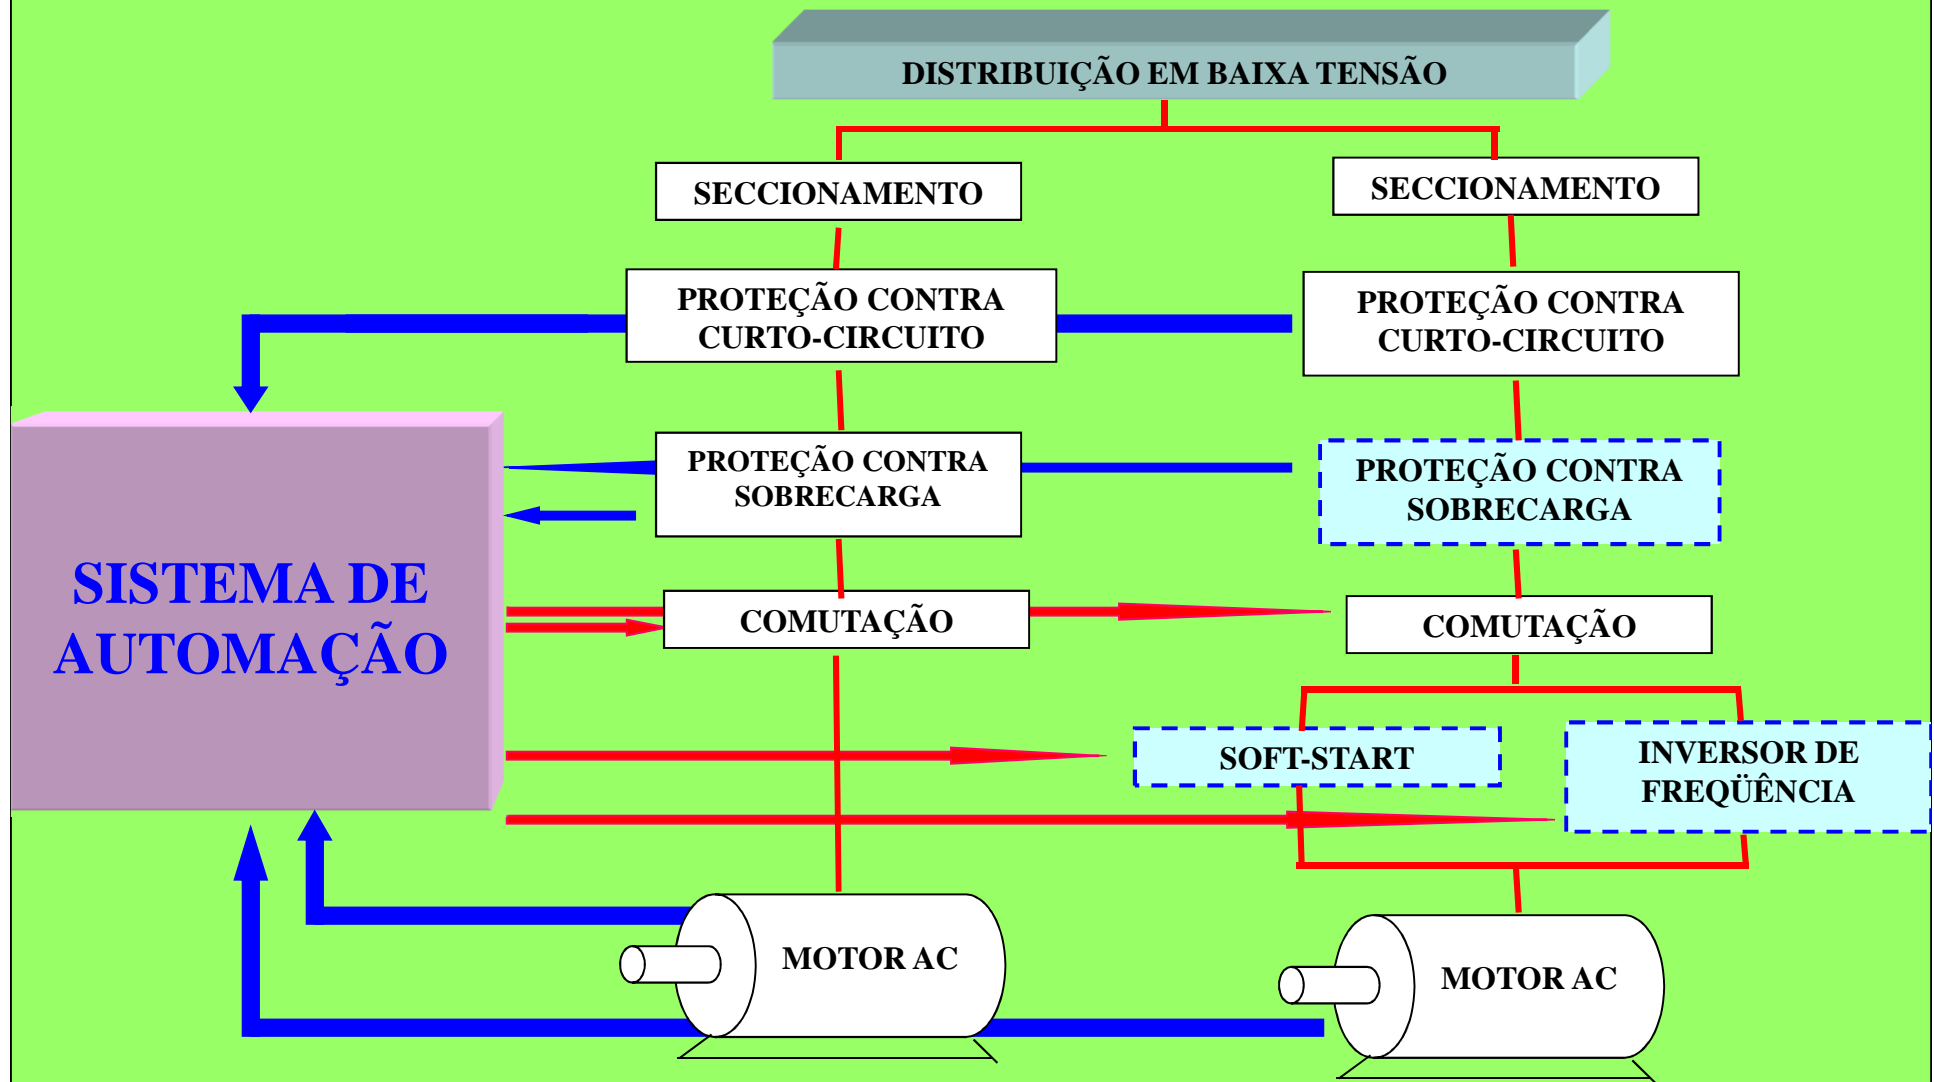 DISTRIBUIÇÃO EM BAIXA TENSÃO
SECCIONAMENTO
SECCIONAMENTO
PROTEÇÃO CONTRA
CURTO-CIRCUITO
PROTEÇÃO CONTRA
CURTO-CIRCUITO
PROTEÇÃO CONTRA
SOBRECARGA
PROTEÇÃO CONTRA
SOBRECARGA
SISTEMA DE
AUTOMAÇÃO
COMUTAÇÃO
COMUTAÇÃO
SOFT-START
INVERSOR DE
FREQÜÊNCIA
MOTOR AC
MOTOR AC